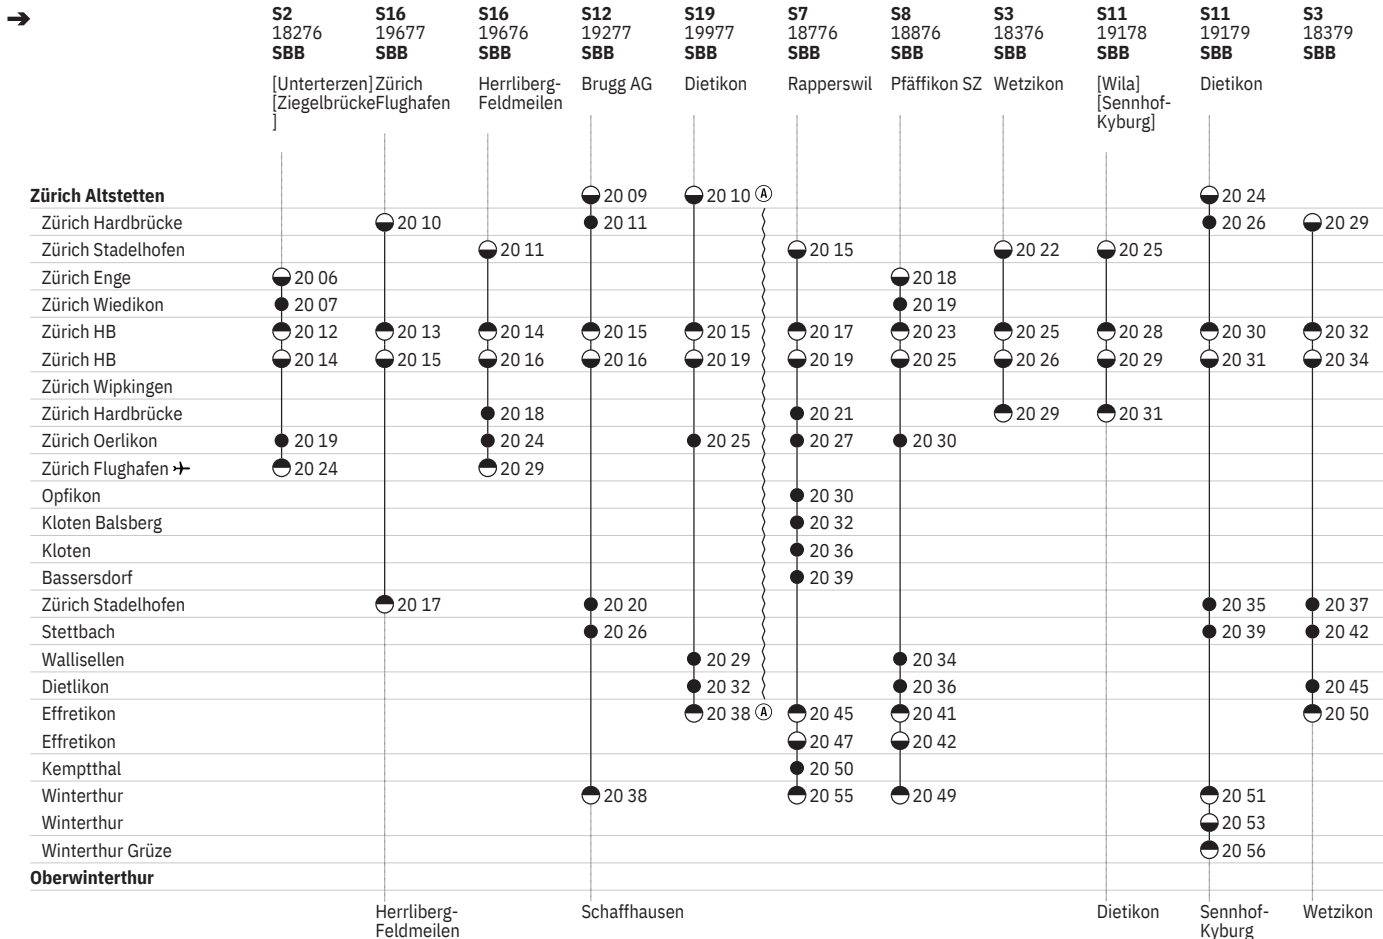 ➔ S2 S16 S16 S12 S19 S7 S8 S3 S11 S11 S3
18276 19677 19676 19277 19977 18776 18876 18376 19178 19179 18379
SBB SBB SBB SBB SBB SBB SBB SBB SBB SBB SBB
[Unterterzen] Zürich Herrliberg- Brugg AG Dietikon Rapperswil Pfäffikon SZ Wetzikon [Wila] Dietikon
[Ziegelbrücke Flughafen Feldmeilen [Sennhof-
] Kyburg]
Zürich Altstetten 20 09 20 10 Ⓐ 20 24
Zürich Hardbrücke 20 10 20 11 20 26 20 29
Zürich Stadelhofen 20 11 20 15 20 22 20 25
Zürich Enge 20 06 20 18
Zürich Wiedikon 20 07 20 19
Zürich HB 20 12 20 13 20 14 20 15 20 15 20 17 20 23 20 25 20 28 20 30 20 32
Zürich HB 20 14 20 15 20 16 20 16 20 19 20 19 20 25 20 26 20 29 20 31 20 34
Zürich Wipkingen
Zürich Hardbrücke 20 18 20 21 20 29 20 31
Zürich Oerlikon 20 19 20 24 20 25 20 27 20 30
Zürich Flughafen 20 24 20 29
Opfikon 20 30
Kloten Balsberg 20 32
Kloten 20 36
Bassersdorf 20 39
Zürich Stadelhofen 20 17 20 20 20 35 20 37
Stettbach 20 26 20 39 20 42
Wallisellen 20 29 20 34
Dietlikon 20 32 20 36 20 45
Effretikon 20 38 Ⓐ 20 45 20 41 20 50
Effretikon 20 47 20 42
Kemptthal 20 50
Winterthur 20 38 20 55 20 49 20 51
Winterthur 20 53
Winterthur Grüze 20 56
Oberwinterthur
Herrliberg- Schaffhausen Dietikon Sennhof- Wetzikon
Feldmeilen Kyburg